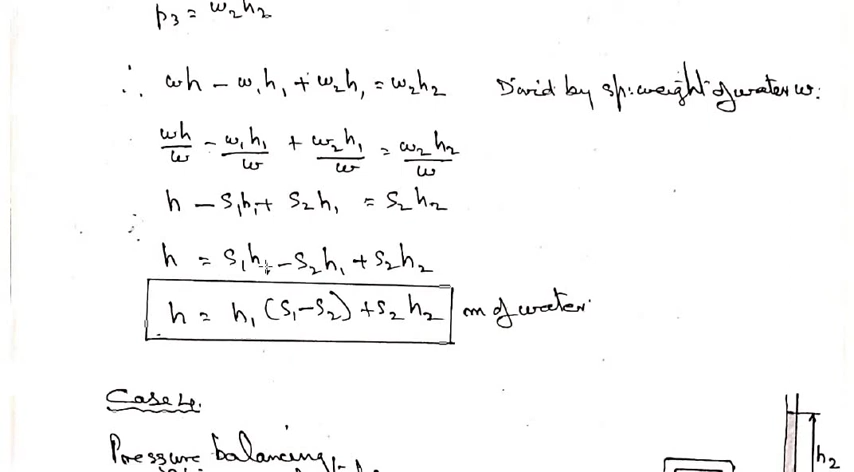 p₃ = w₂h₂
∴ wh - w₁h₁ + w₂h₁ = w₂h₂ Divid by sp: weight of water w:
wh/w - w₁h₁/w + w₂h₁/w = w₂h₂/w
h - S₁h₁ + S₂h₁ = S₂h₂
∴ h = S₁h₁ - S₂h₁ + S₂h₂
h = h₁ (S₁-S₂) + S₂h₂ m of water.
Case 4.
Pressure balancing
h₂